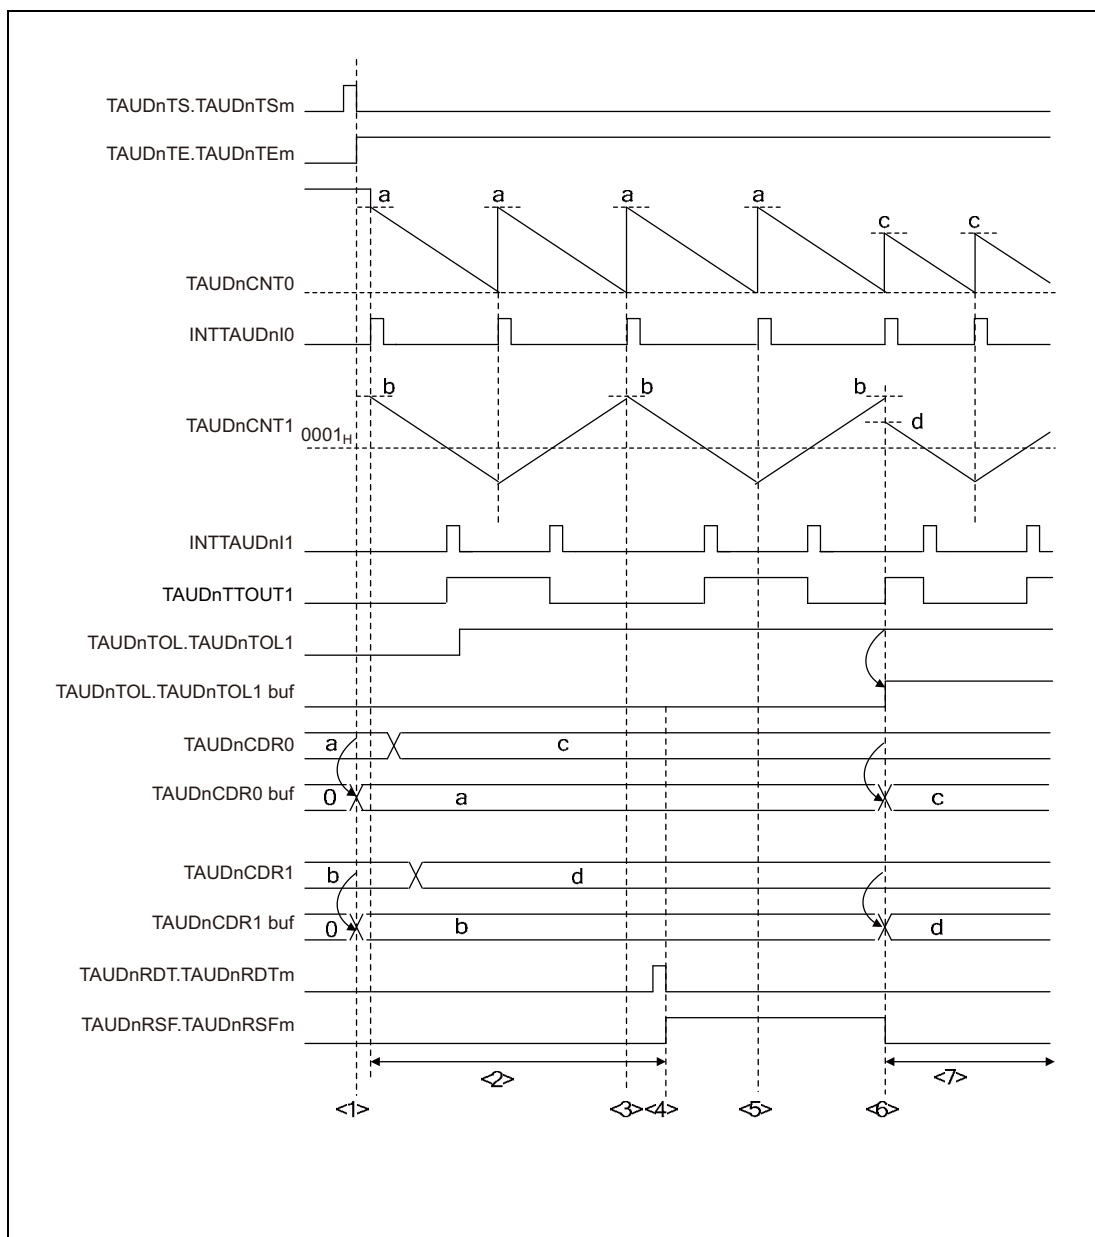 TAUDnTS.TAUDnTSm
TAUDnTE.TAUDnTEm
a a a a c c
TAUDnCNT0
INTTAUDnI0
b b b
TAUDnCNT1
d
0001H
INTTAUDnI1
TAUDnTTOUT1
TAUDnTOL.TAUDnTOL1
TAUDnTOL.TAUDnTOL1 buf
TAUDnCDR0 a c
TAUDnCDR0 buf 0 a c
TAUDnCDR1 b d
TAUDnCDR1 buf 0 b d
TAUDnRDT.TAUDnRDTm
TAUDnRSF.TAUDnRSFm
<2> <7>
<1> <3> <4> <5> <6>